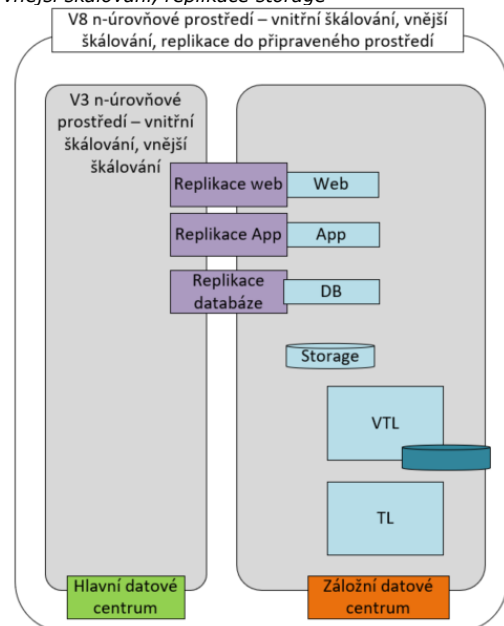 vnější škálování, replikace storage
V8 n-úrovňové prostředí – vnitřní škálování, vnější
škálování, replikace do připraveného prostředí
V3 n-úrovňové
prostředí – vnitřní
škálování, vnější
škálování
Replikace web
Web
Replikace App
App
Replikace
databáze
DB
Storage
VTL
TL
Hlavní datové
centrum
Záložní datové
centrum